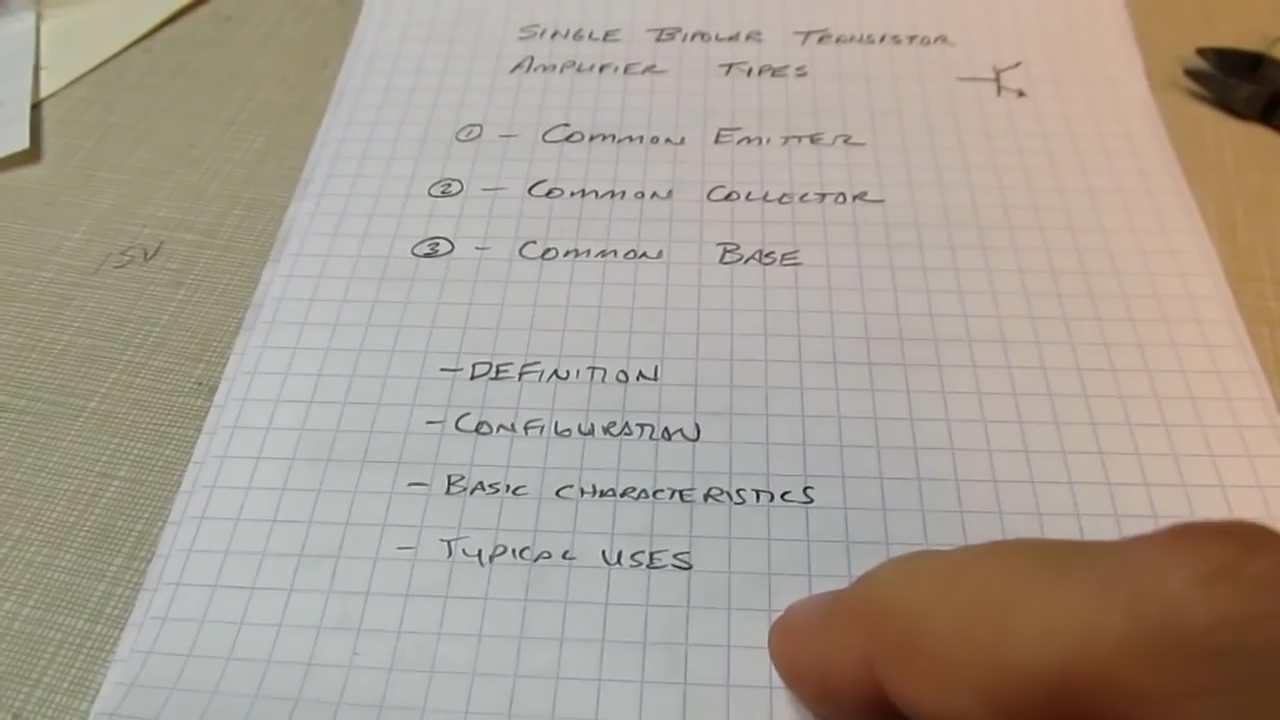 SINGLE BIPOLAR TRANSISTOR
AMPLIFIER TYPES
① - COMMON EMITTER
② - COMMON COLLECTOR
③ - COMMON BASE
15V
- DEFINITION
- CONFIGURATION
- BASIC CHARACTERISTICS
- TYPICAL USES